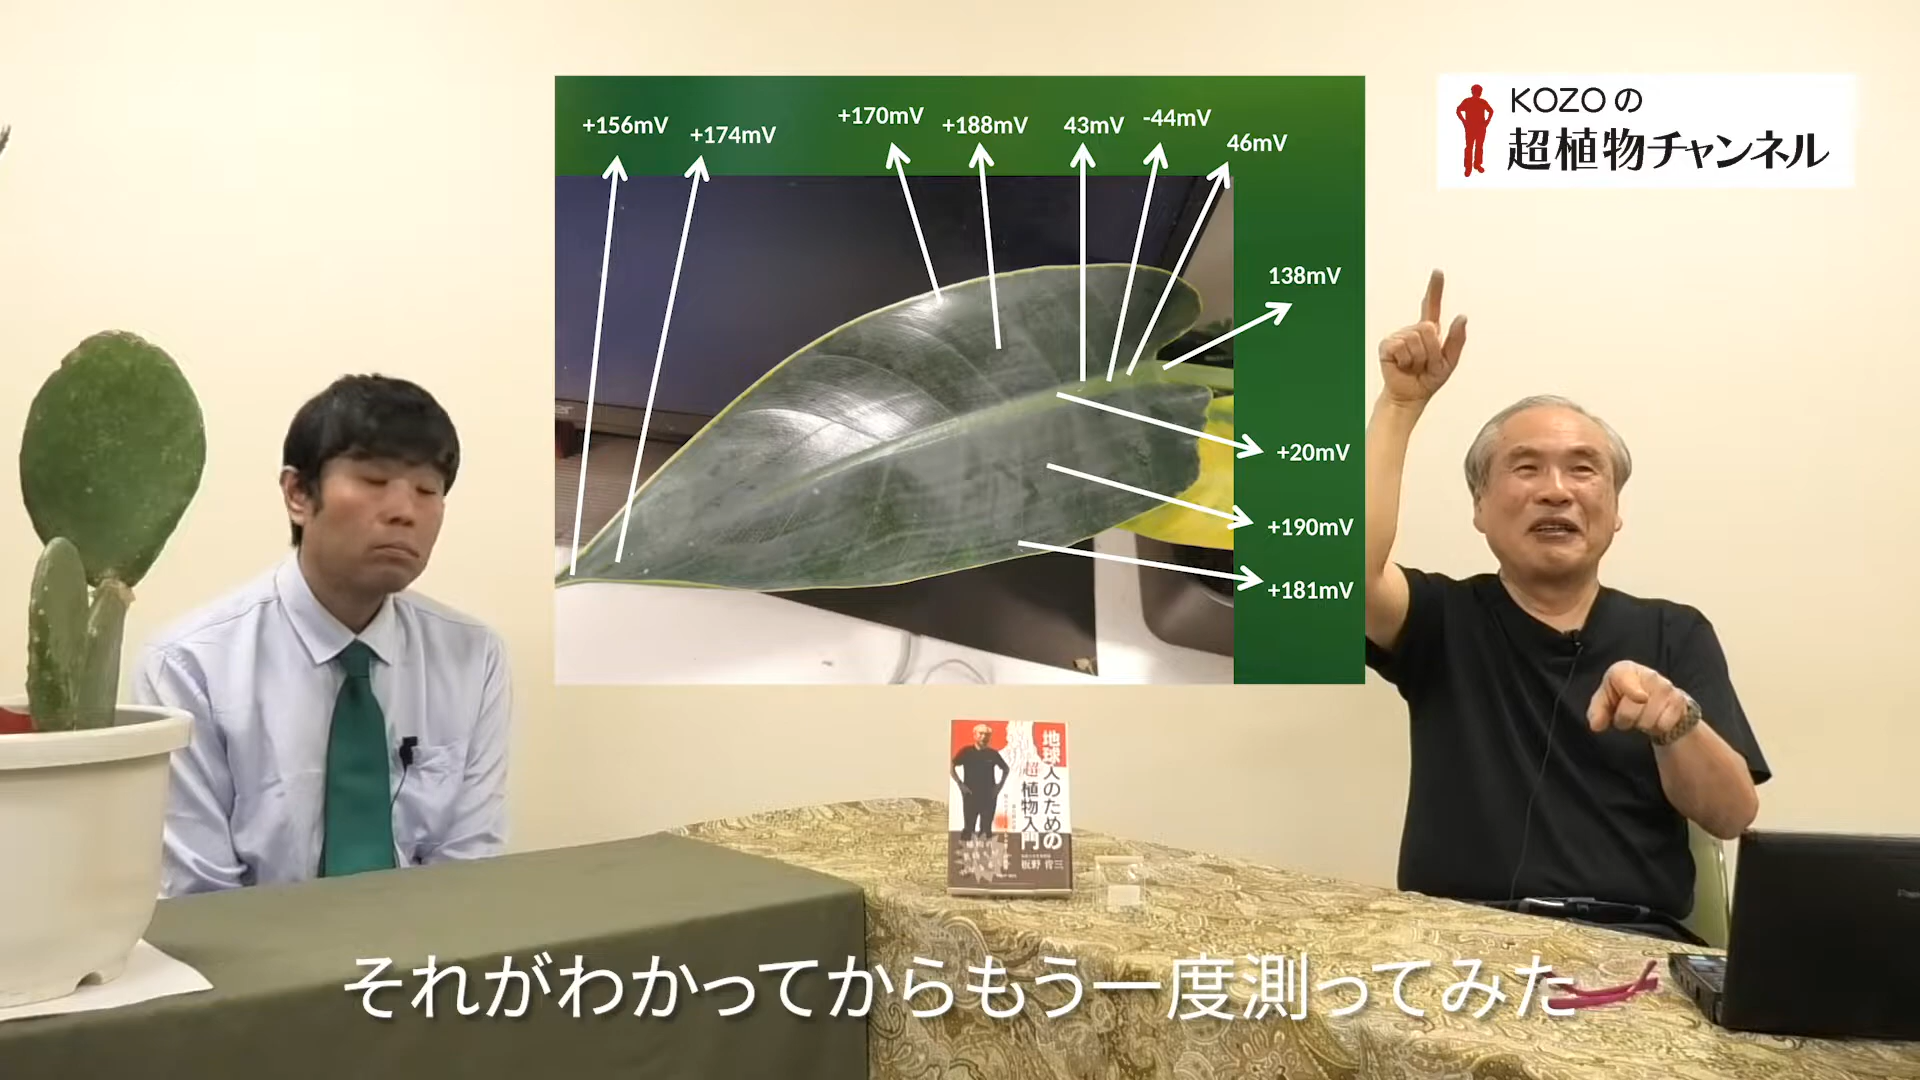 +156mV
+174mV
+170mV
+188mV
43mV
-44mV
46mV
138mV
+20mV
+190mV
+181mV
KOZOの
超植物チャンネル
地球人のための
超植物入門
板野肯三
それがわかってからもう一度測ってみた